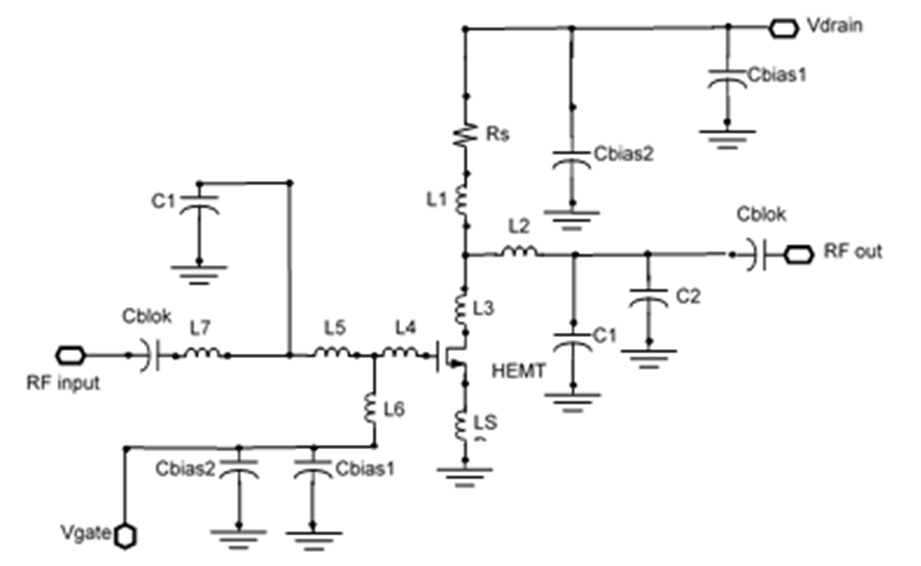 Vdrain
Cbias1
Rs
Cbias2
C1
L1
Cblok
L2
RF out
C2
L3
Cblok
L7
L5
L4
C1
RF input
HEMT
L6
LS
Cbias2
Cbias1
Vgate